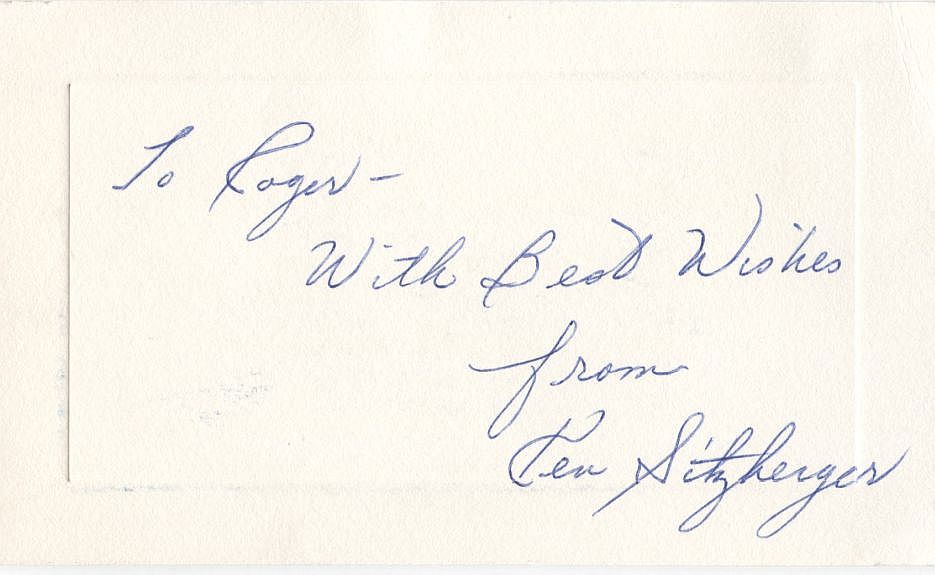 To Roger-
With Best Wishes
from
Ken Sitzberger